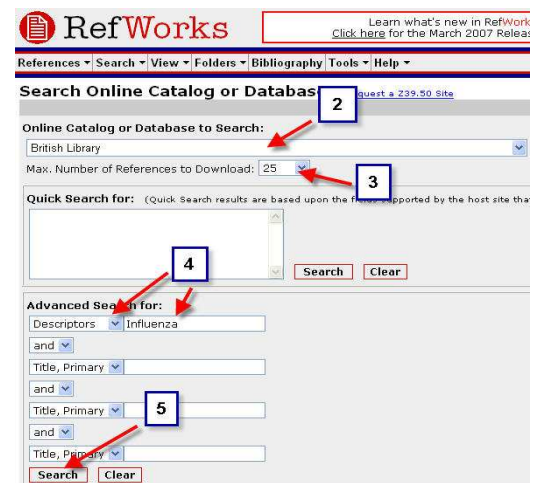 RefWorks
Learn what's new in RefWork
Click here for the March 2007 Releas
References Search View Folders Bibliography Tools Help
Search Online Catalog or Databas quest a Z39.50 Site
2
Online Catalog or Database to Search:
British Library
Max. Number of References to Download: 25
3
Quick Search for: (Quick Search results are based upon the fields supported by the host site tha
4
Search Clear
Advanced Search for:
Descriptors Influenza
and
Title, Primary
and
Title, Primary
5
and
Title, Primary
Search Clear